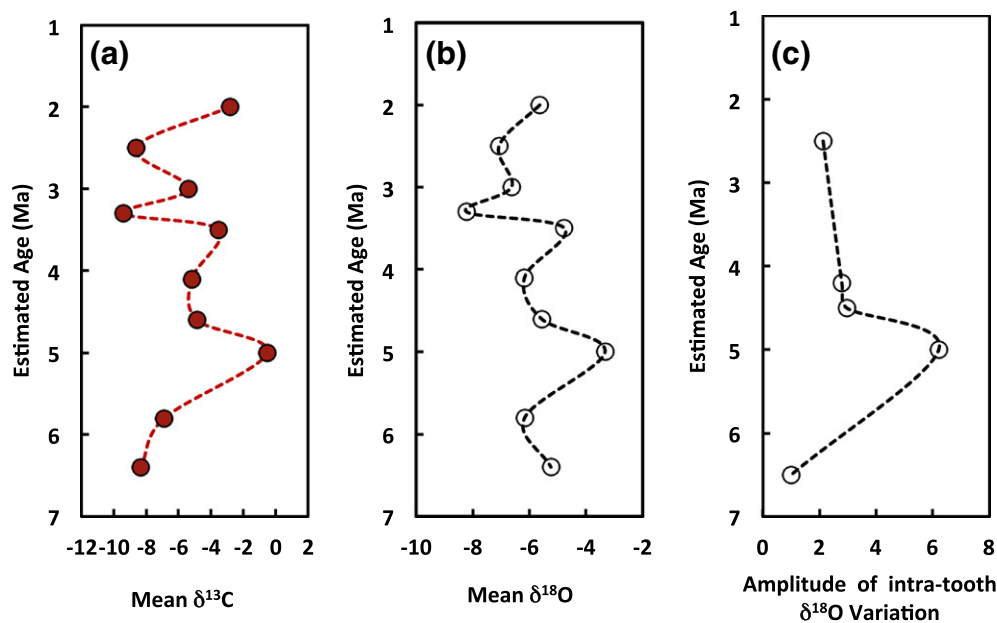 (a)
1
2
3
4
5
6
7
-12 -10 -8 -6 -4 -2 0 2
Estimated Age (Ma)
Mean δ¹³C
(b)
1
2
3
4
5
6
7
-10 -8 -6 -4 -2
Estimated Age (Ma)
Mean δ¹⁸O
(c)
1
2
3
4
5
6
7
0 2 4 6 8
Estimated Age (Ma)
Amplitude of intra-tooth
δ¹⁸O Variation